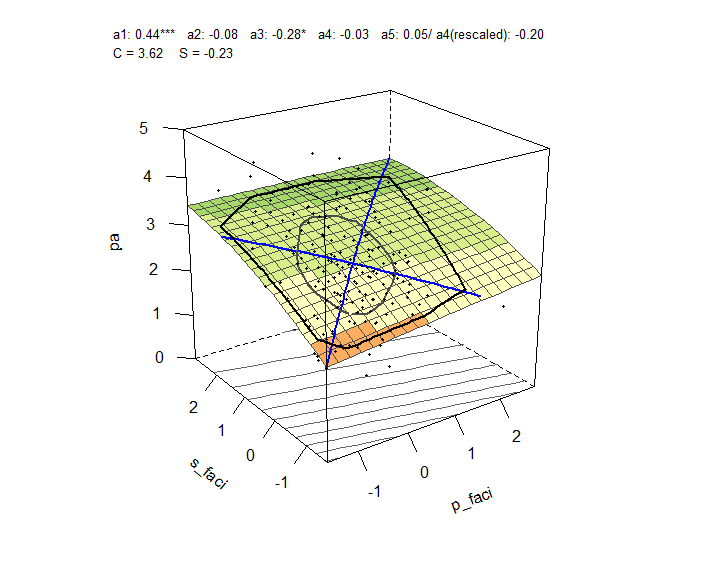 a1: 0.44*** a2: -0.08 a3: -0.28* a4: -0.03 a5: 0.05/ a4(rescaled): -0.20
C = 3.62 S = -0.23
5
4
3
2
1
0
pa
2
1
0
-1
s_faci
-1
0
1
2
p_faci